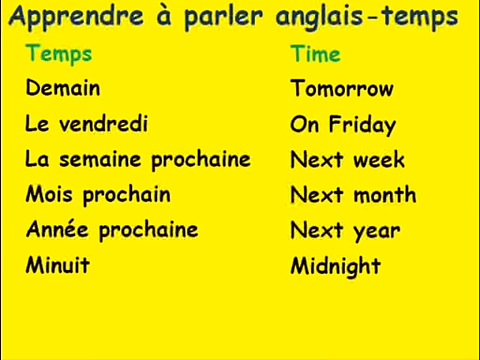 Apprendre à parler anglais-temps
Temps Time
Demain Tomorrow
Le vendredi On Friday
La semaine prochaine Next week
Mois prochain Next month
Année prochaine Next year
Minuit Midnight